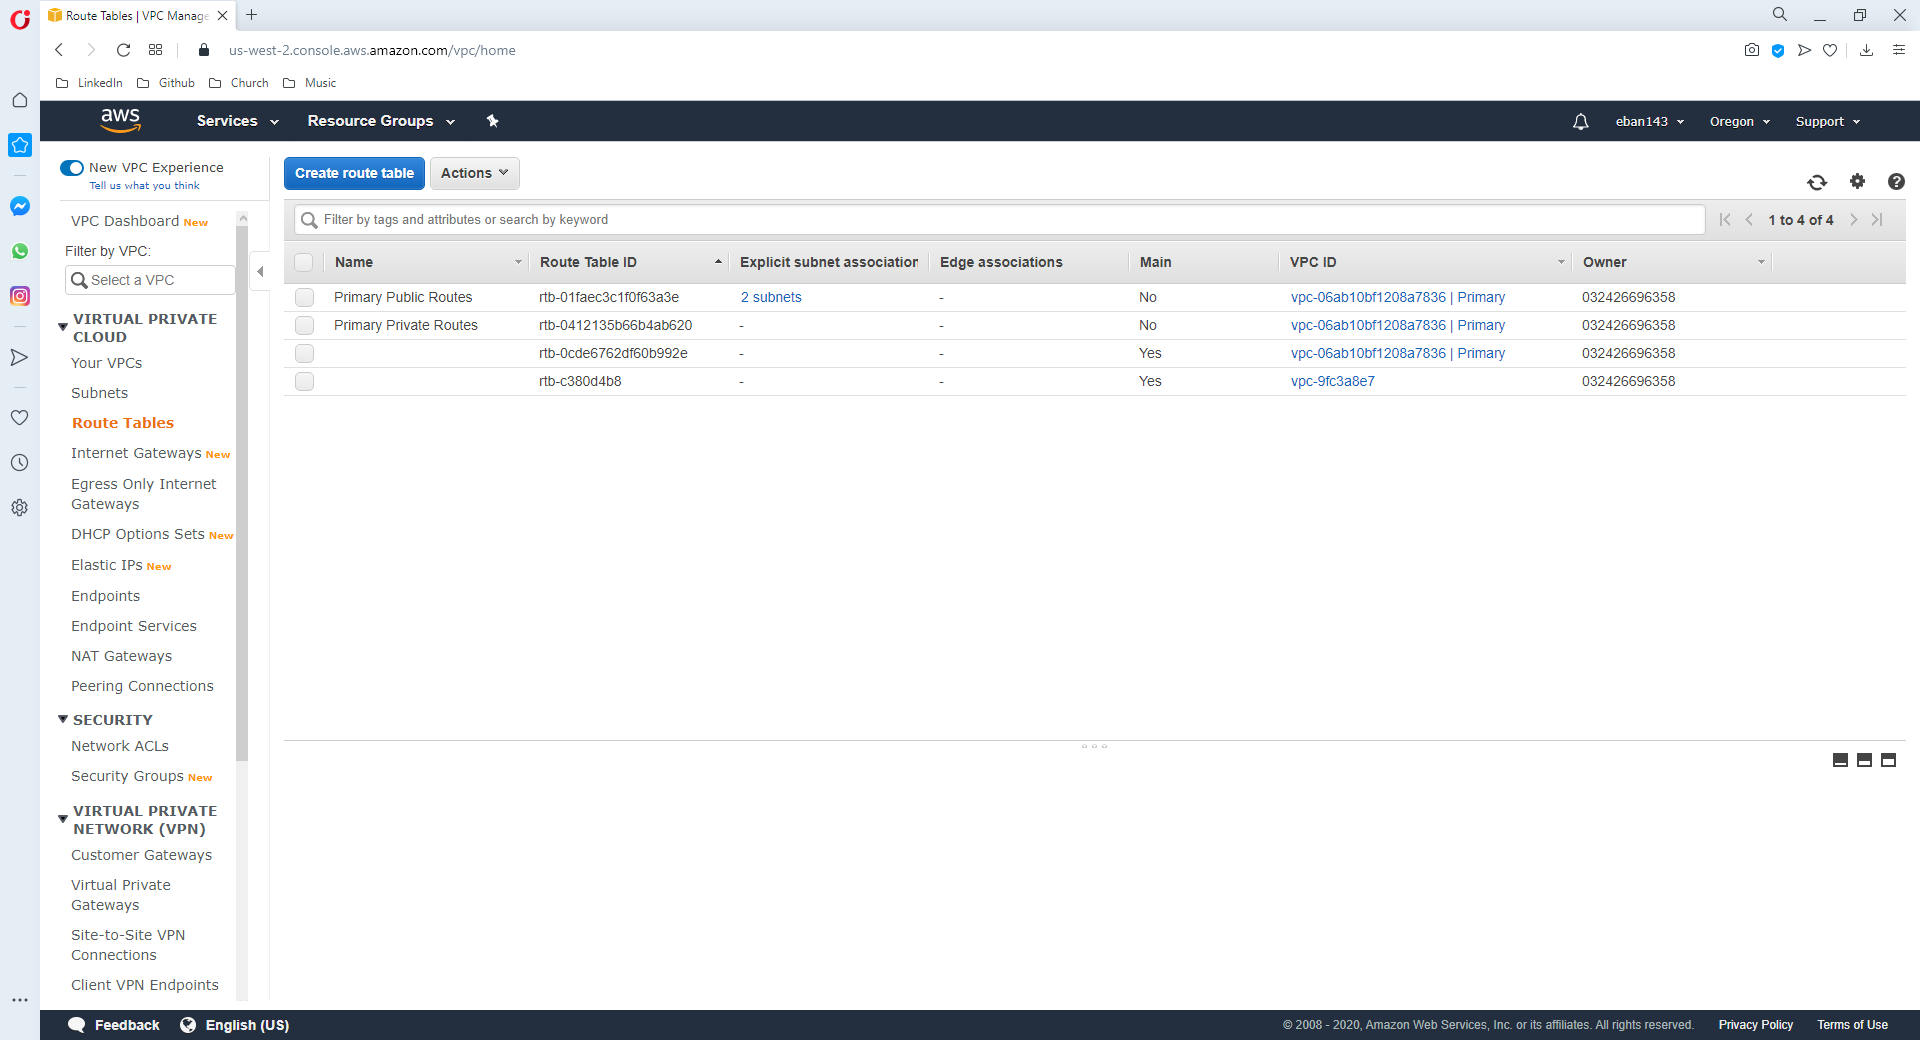 Route Tables | VPC Manage
us-west-2.console.aws.amazon.com/vpc/home
LinkedIn Github Church Music
aws Services Resource Groups eban143 Oregon Support
New VPC Experience
Tell us what you think
VPC Dashboard New
Filter by VPC:
Select a VPC
VIRTUAL PRIVATE
CLOUD
Your VPCs
Subnets
Route Tables
Internet Gateways New
Egress Only Internet
Gateways
DHCP Options Sets New
Elastic IPs New
Endpoints
Endpoint Services
NAT Gateways
Peering Connections
SECURITY
Network ACLs
Security Groups New
VIRTUAL PRIVATE
NETWORK (VPN)
Customer Gateways
Virtual Private
Gateways
Site-to-Site VPN
Connections
Client VPN Endpoints
Create route table Actions
Filter by tags and attributes or search by keyword 1 to 4 of 4
Name Route Table ID Explicit subnet association Edge associations Main VPC ID Owner
Primary Public Routes rtb-01faec3c1f0f63a3e 2 subnets - No vpc-06ab10bf1208a7836 | Primary 032426696358
Primary Private Routes rtb-0412135b66b4ab620 - - No vpc-06ab10bf1208a7836 | Primary 032426696358
rtb-0cde6762df60b992e - - Yes vpc-06ab10bf1208a7836 | Primary 032426696358
rtb-c380d4b8 - - Yes vpc-9fc3a8e7 032426696358
Feedback English (US) © 2008 - 2020, Amazon Web Services, Inc. or its affiliates. All rights reserved. Privacy Policy Terms of Use